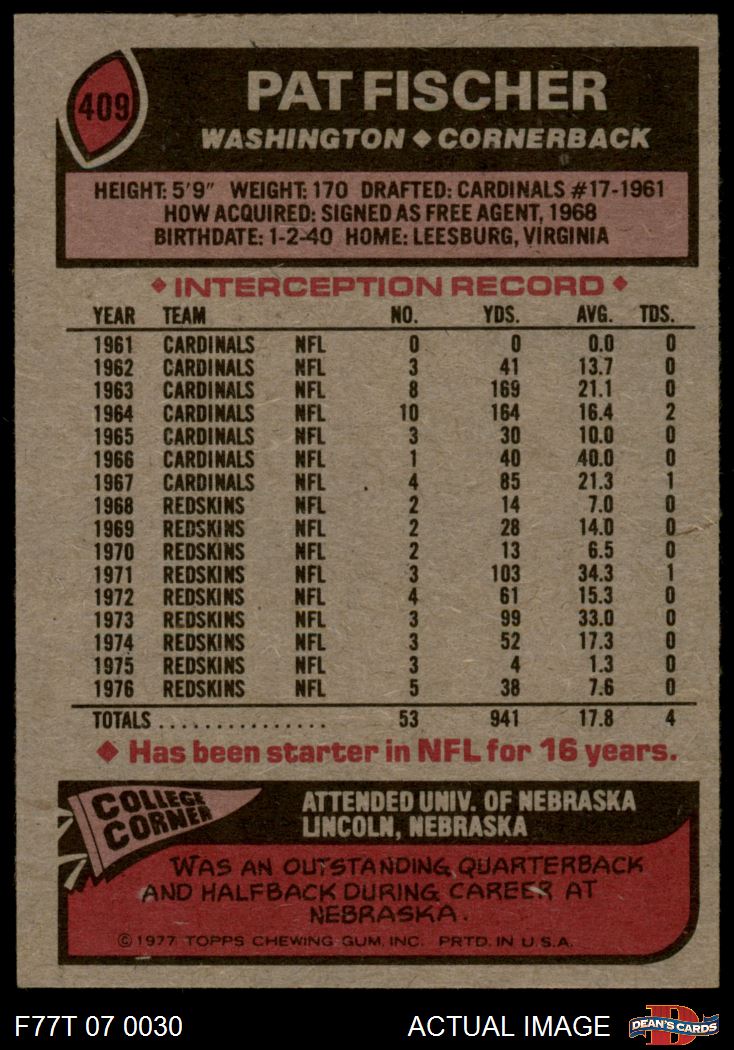 409
PAT FISCHER
WASHINGTON ◆ CORNERBACK
HEIGHT: 5'9" WEIGHT: 170 DRAFTED: CARDINALS #17-1961
HOW ACQUIRED: SIGNED AS FREE AGENT, 1968
BIRTHDATE: 1-2-40 HOME: LEESBURG, VIRGINIA
◆ INTERCEPTION RECORD ◆
YEAR TEAM NO. YDS. AVG. TDS.
1961 CARDINALS NFL 0 0 0.0 0
1962 CARDINALS NFL 3 41 13.7 0
1963 CARDINALS NFL 8 169 21.1 0
1964 CARDINALS NFL 10 164 16.4 2
1965 CARDINALS NFL 3 30 10.0 0
1966 CARDINALS NFL 1 40 40.0 0
1967 CARDINALS NFL 4 85 21.3 1
1968 REDSKINS NFL 2 14 7.0 0
1969 REDSKINS NFL 2 28 14.0 0
1970 REDSKINS NFL 2 13 6.5 0
1971 REDSKINS NFL 3 103 34.3 1
1972 REDSKINS NFL 4 61 15.3 0
1973 REDSKINS NFL 3 99 33.0 0
1974 REDSKINS NFL 3 52 17.3 0
1975 REDSKINS NFL 3 4 1.3 0
1976 REDSKINS NFL 5 38 7.6 0
TOTALS ................ 53 941 17.8 4
◆ Has been starter in NFL for 16 years.
COLLEGE
CORNER
ATTENDED UNIV. OF NEBRASKA
LINCOLN, NEBRASKA
WAS AN OUTSTANDING QUARTERBACK
AND HALFBACK DURING CAREER AT
NEBRASKA.
© 1977 TOPPS CHEWING GUM, INC. PRTD. IN U.S.A.
F77T 07 0030
ACTUAL IMAGE
D
DEAN'S CARDS